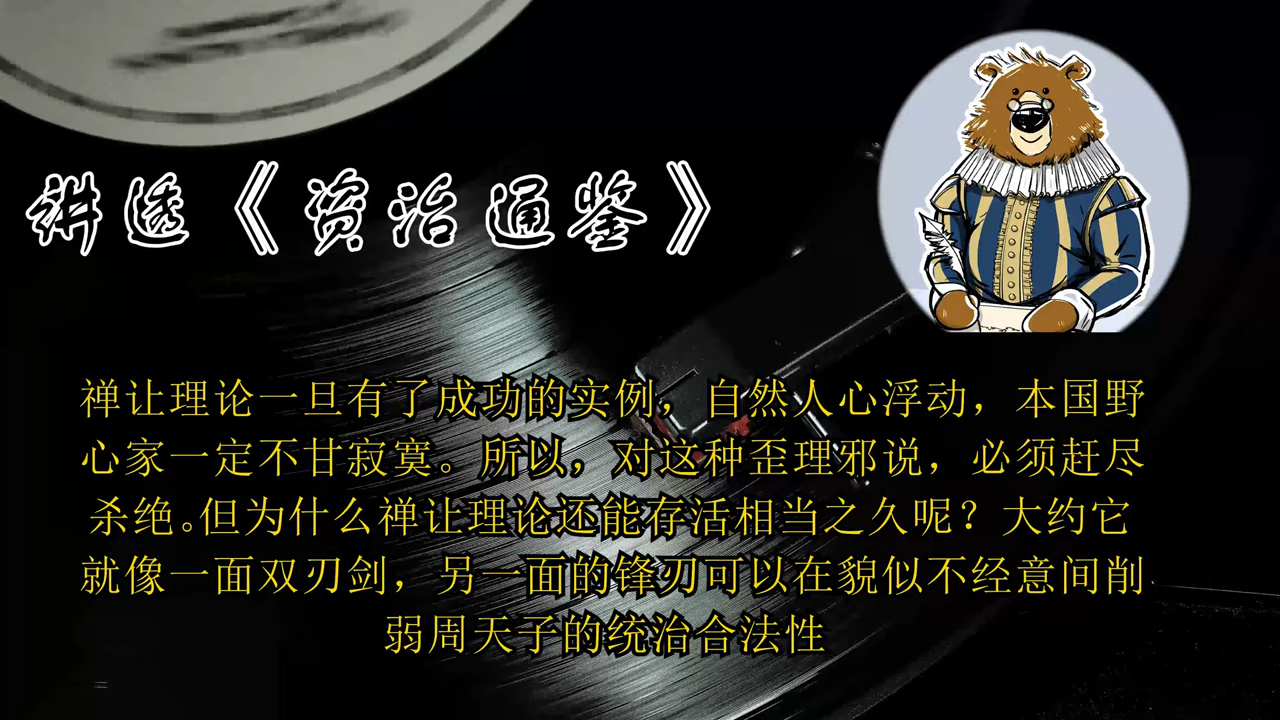 讲透《资治通鉴》
禅让理论一旦有了成功的实例，自然人心浮动，本国野
心家一定不甘寂寞。所以，对这种歪理邪说，必须赶尽
杀绝。但为什么禅让理论还能存活相当之久呢？大约它
就像一面双刃剑，另一面的锋刃可以在貌似不经意间削
弱周天子的统治合法性